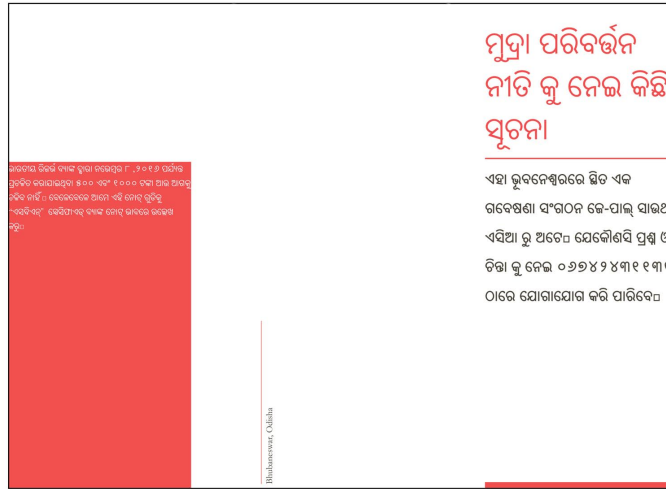 ଭାରତୀୟ ରିଜର୍ଭ ବ୍ୟାଙ୍କ ଦ୍ୱାରା ନଭେମ୍ବର ୮ ,୨୦୧୬ ପର୍ଯ୍ୟନ୍ତ
ପ୍ରଚଳିତ କରାଯାଇଥିବା ୫୦୦ ଏବଂ ୧୦୦୦ ଟଙ୍କା ଆଉ ଆଗକୁ
ଚଳିବ ନାହିଁ। ବେଳେବେଳେ ଆମେ ଏହି ନୋଟ୍ ଗୁଡିକୁ
“ଏସବିଏନ୍” ସ୍ପେସିଫାଏଡ୍ ବ୍ୟାଙ୍କ ନୋଟ୍ ଭାବରେ ଉଲ୍ଲେଖ
କରୁ
Bhubaneswar, Odisha
ମୁଦ୍ରା ପରିବର୍ତ୍ତନ
ନୀତି କୁ ନେଇ କିଛି
ସୂଚନା
ଏହା ଭୂବନେଶ୍ୱରରେ ସ୍ଥିତ ଏକ
ଗବେଷଣା ସଂଗଠନ ଜେ-ପାଲ୍ ସାଉଥ
ଏସିଆ ରୁ ଅଟେ ଯେକୌଣସି ପ୍ରଶ୍ନ
ଚିନ୍ତା କୁ ନେଇ ୦୬୭୪୨୪୩୧୧୩
ଠାରେ ଯୋଗାଯୋଗ କରି ପାରିବେ